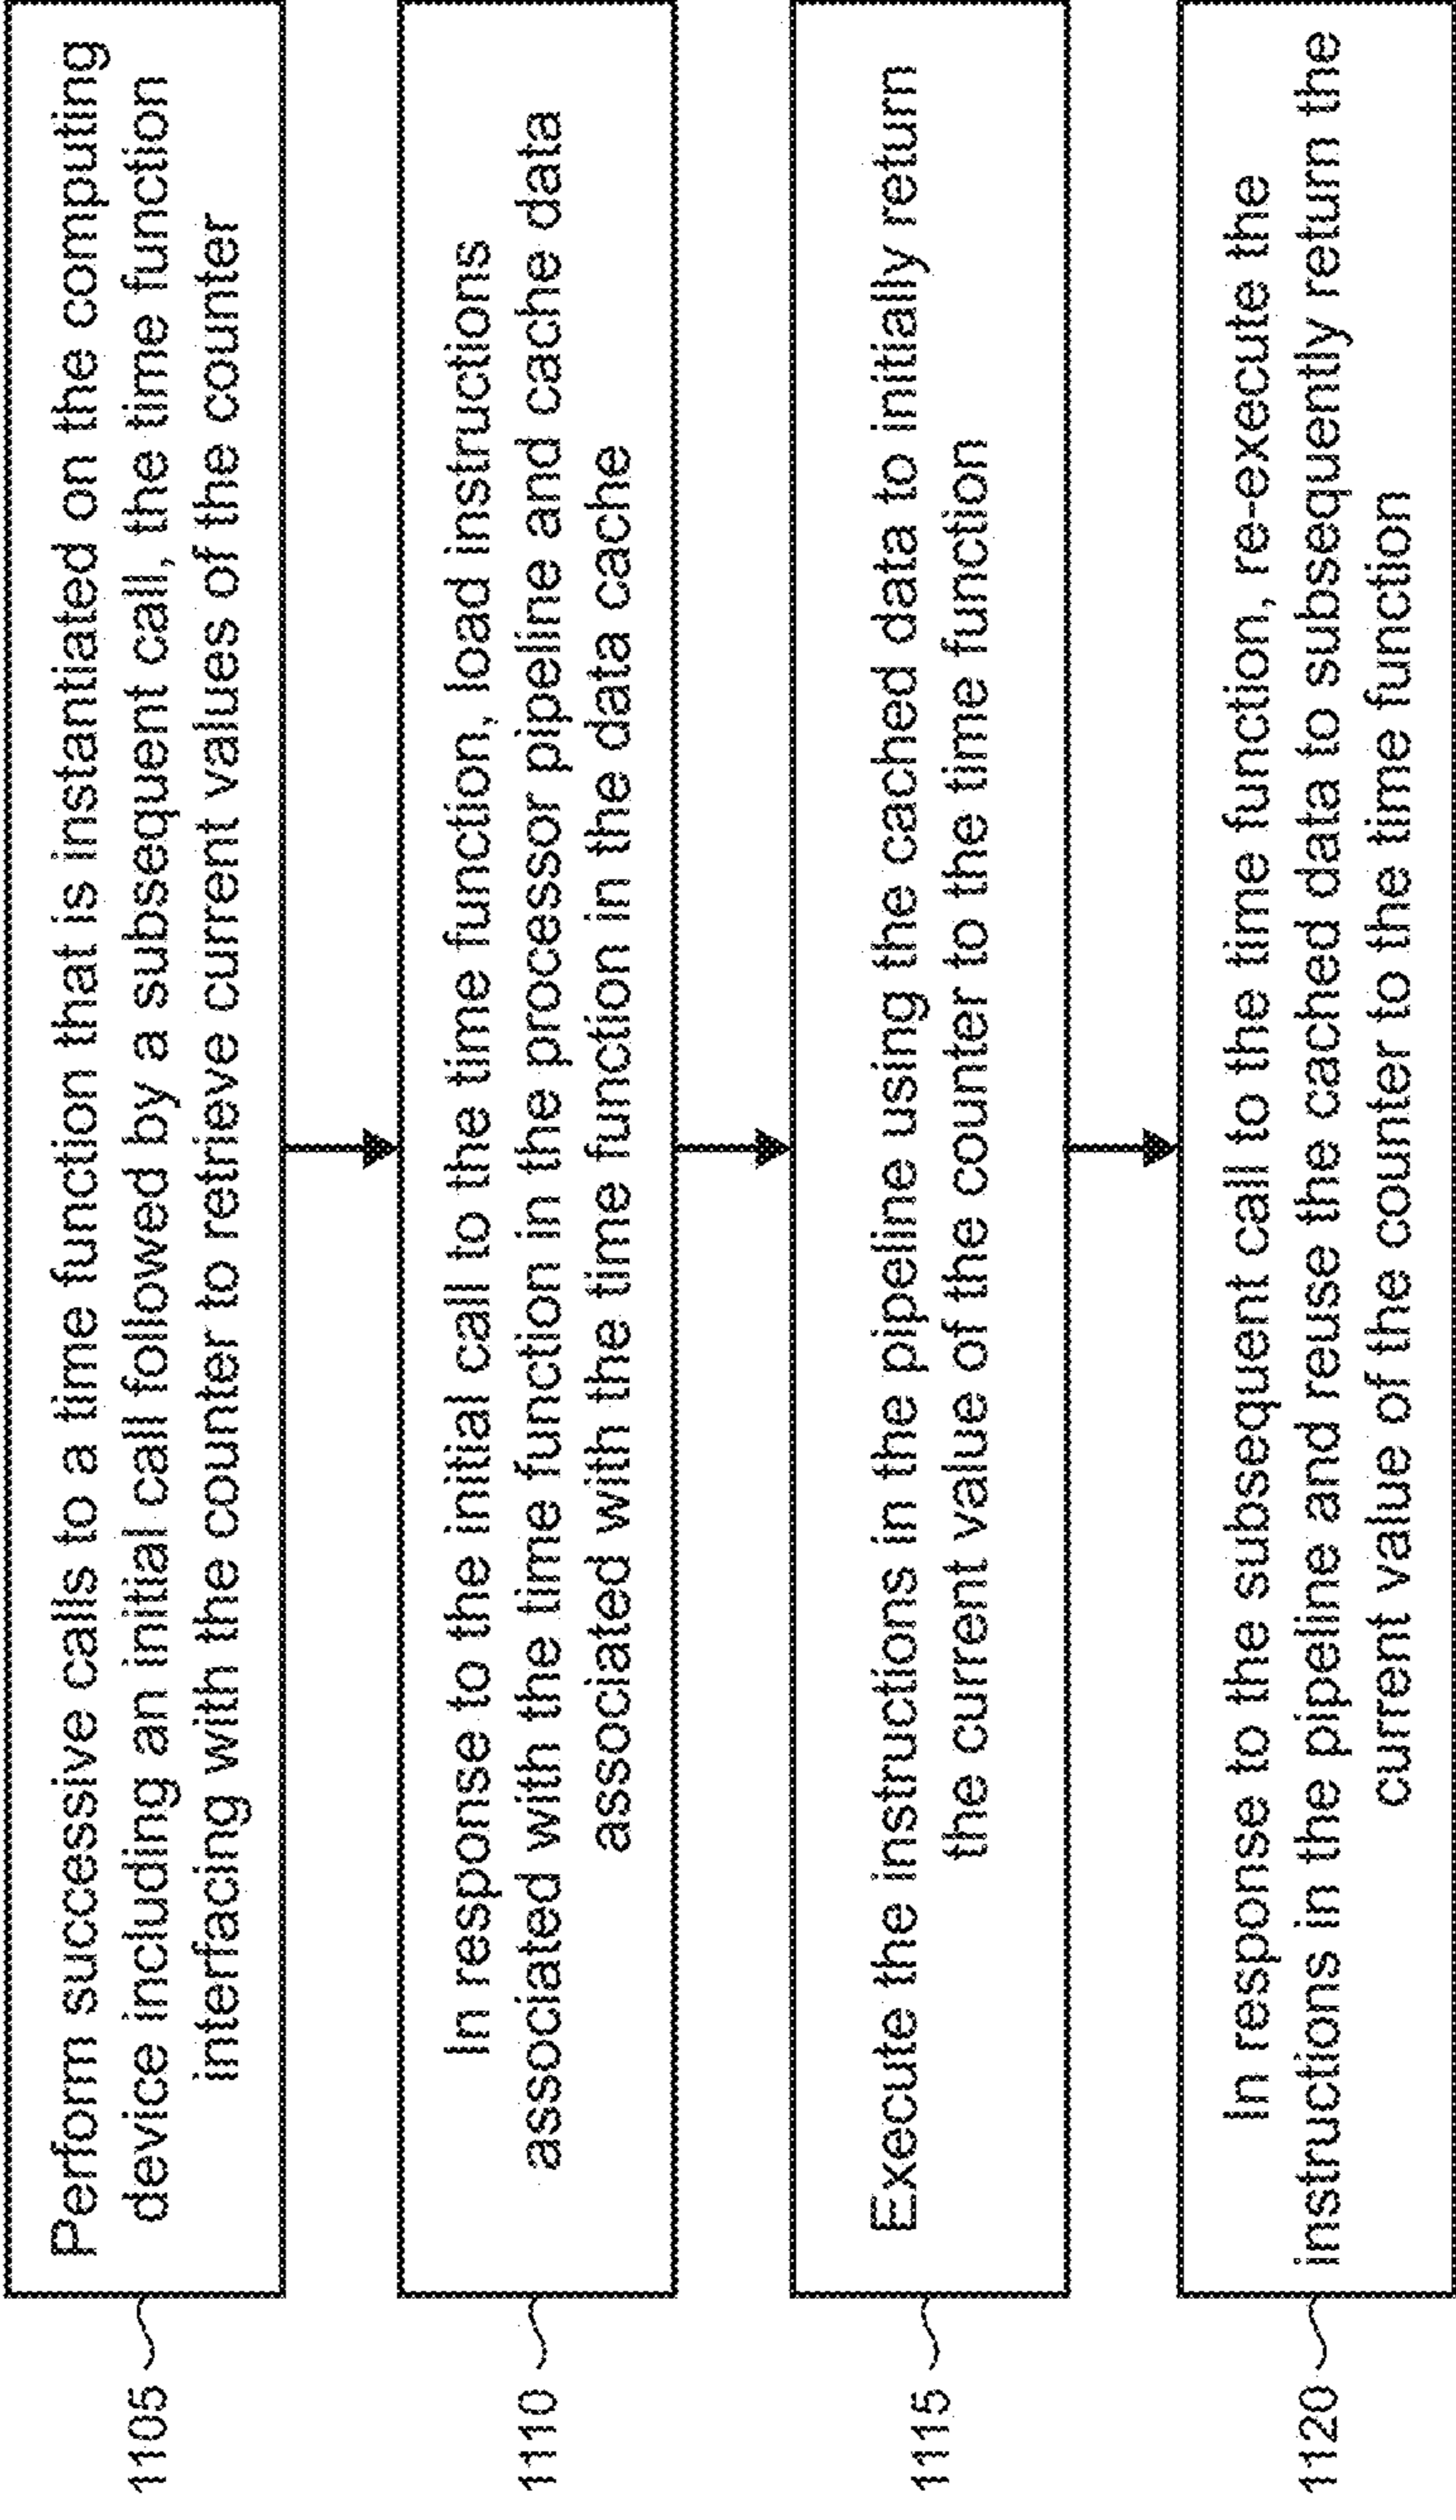 1105
Perform successive calls to a time function that is instantiated on the computing
device including an initial call followed by a subsequent call, the time function
interfacing with the counter to retrieve current values of the counter
1110
In response to the initial call to the time function, load instructions
associated with the time function in the processor pipeline and cache data
associated with the time function in the data cache
1115
Execute the instructions in the pipeline using the cached data to initially return
the current value of the counter to the time function
1120
In response to the subsequent call to the time function, re-execute the
instructions in the pipeline and reuse the cached data to subsequently return the
current value of the counter to the time function